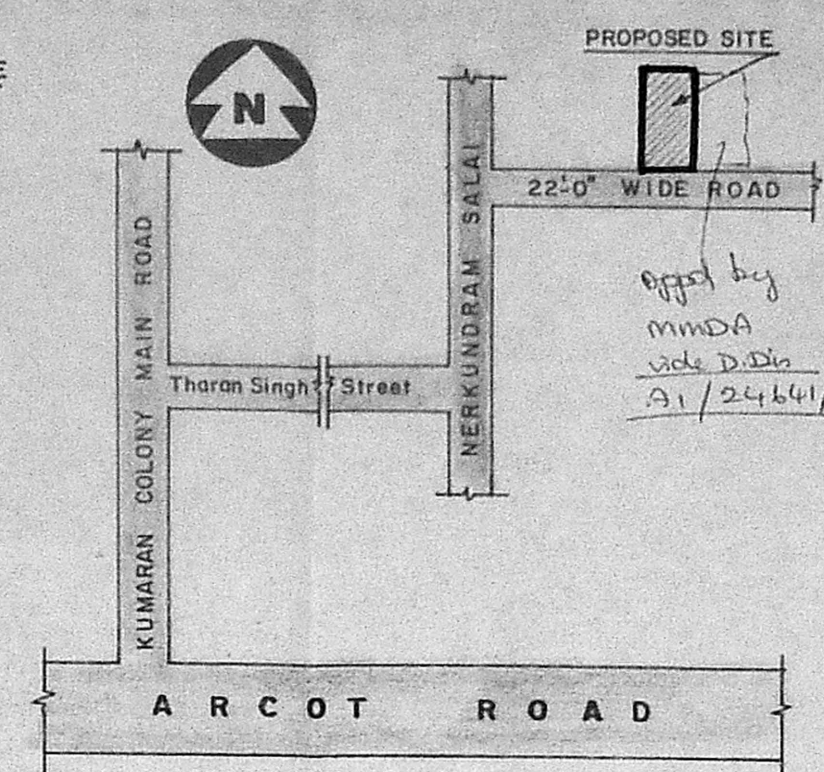 PROPOSED SITE
N
22'-0" WIDE ROAD
NERKUNDRAM SALAI
KUMARAN COLONY MAIN ROAD
Tharan Singh Street
by
MMDA
vide D.Dis
A1/24641/
ARCOT ROAD